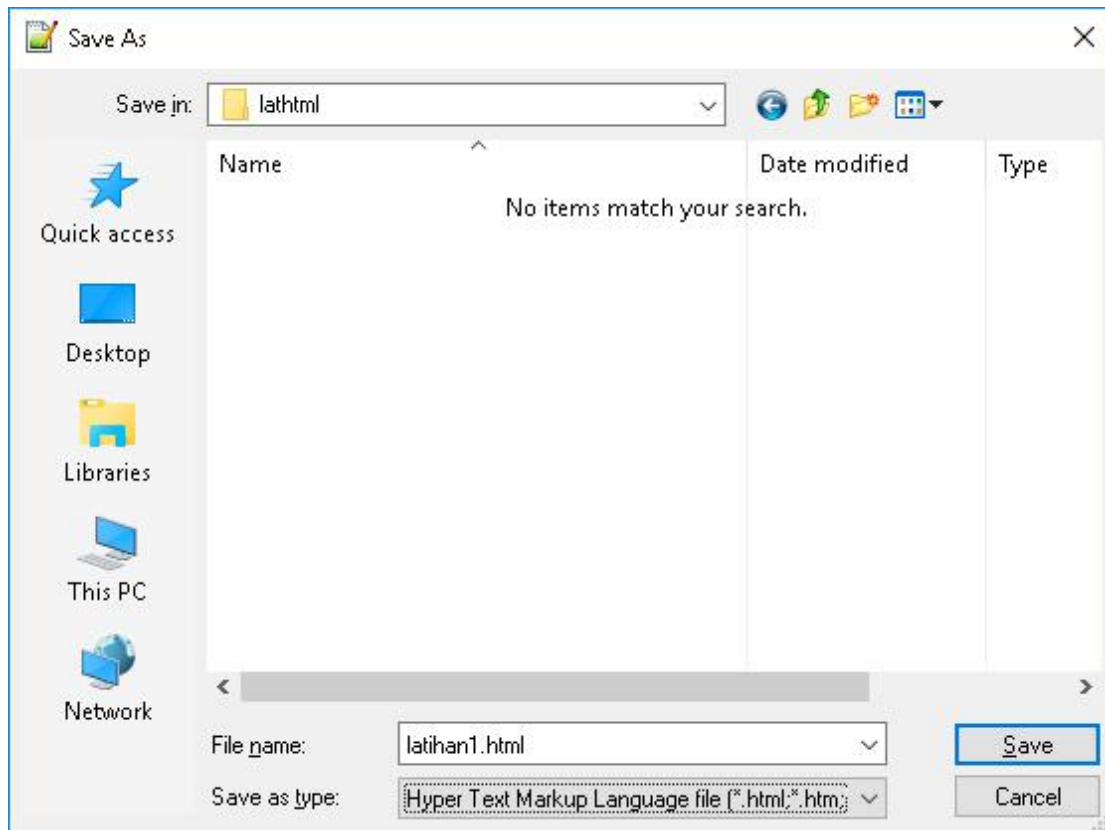 Save As
Save in: lathtml
Name Date modified Type
No items match your search.
Quick access
Desktop
Libraries
This PC
Network
File name: latihan1.html Save
Save as type: Hyper Text Markup Language file (*.html;*.htm; Cancel